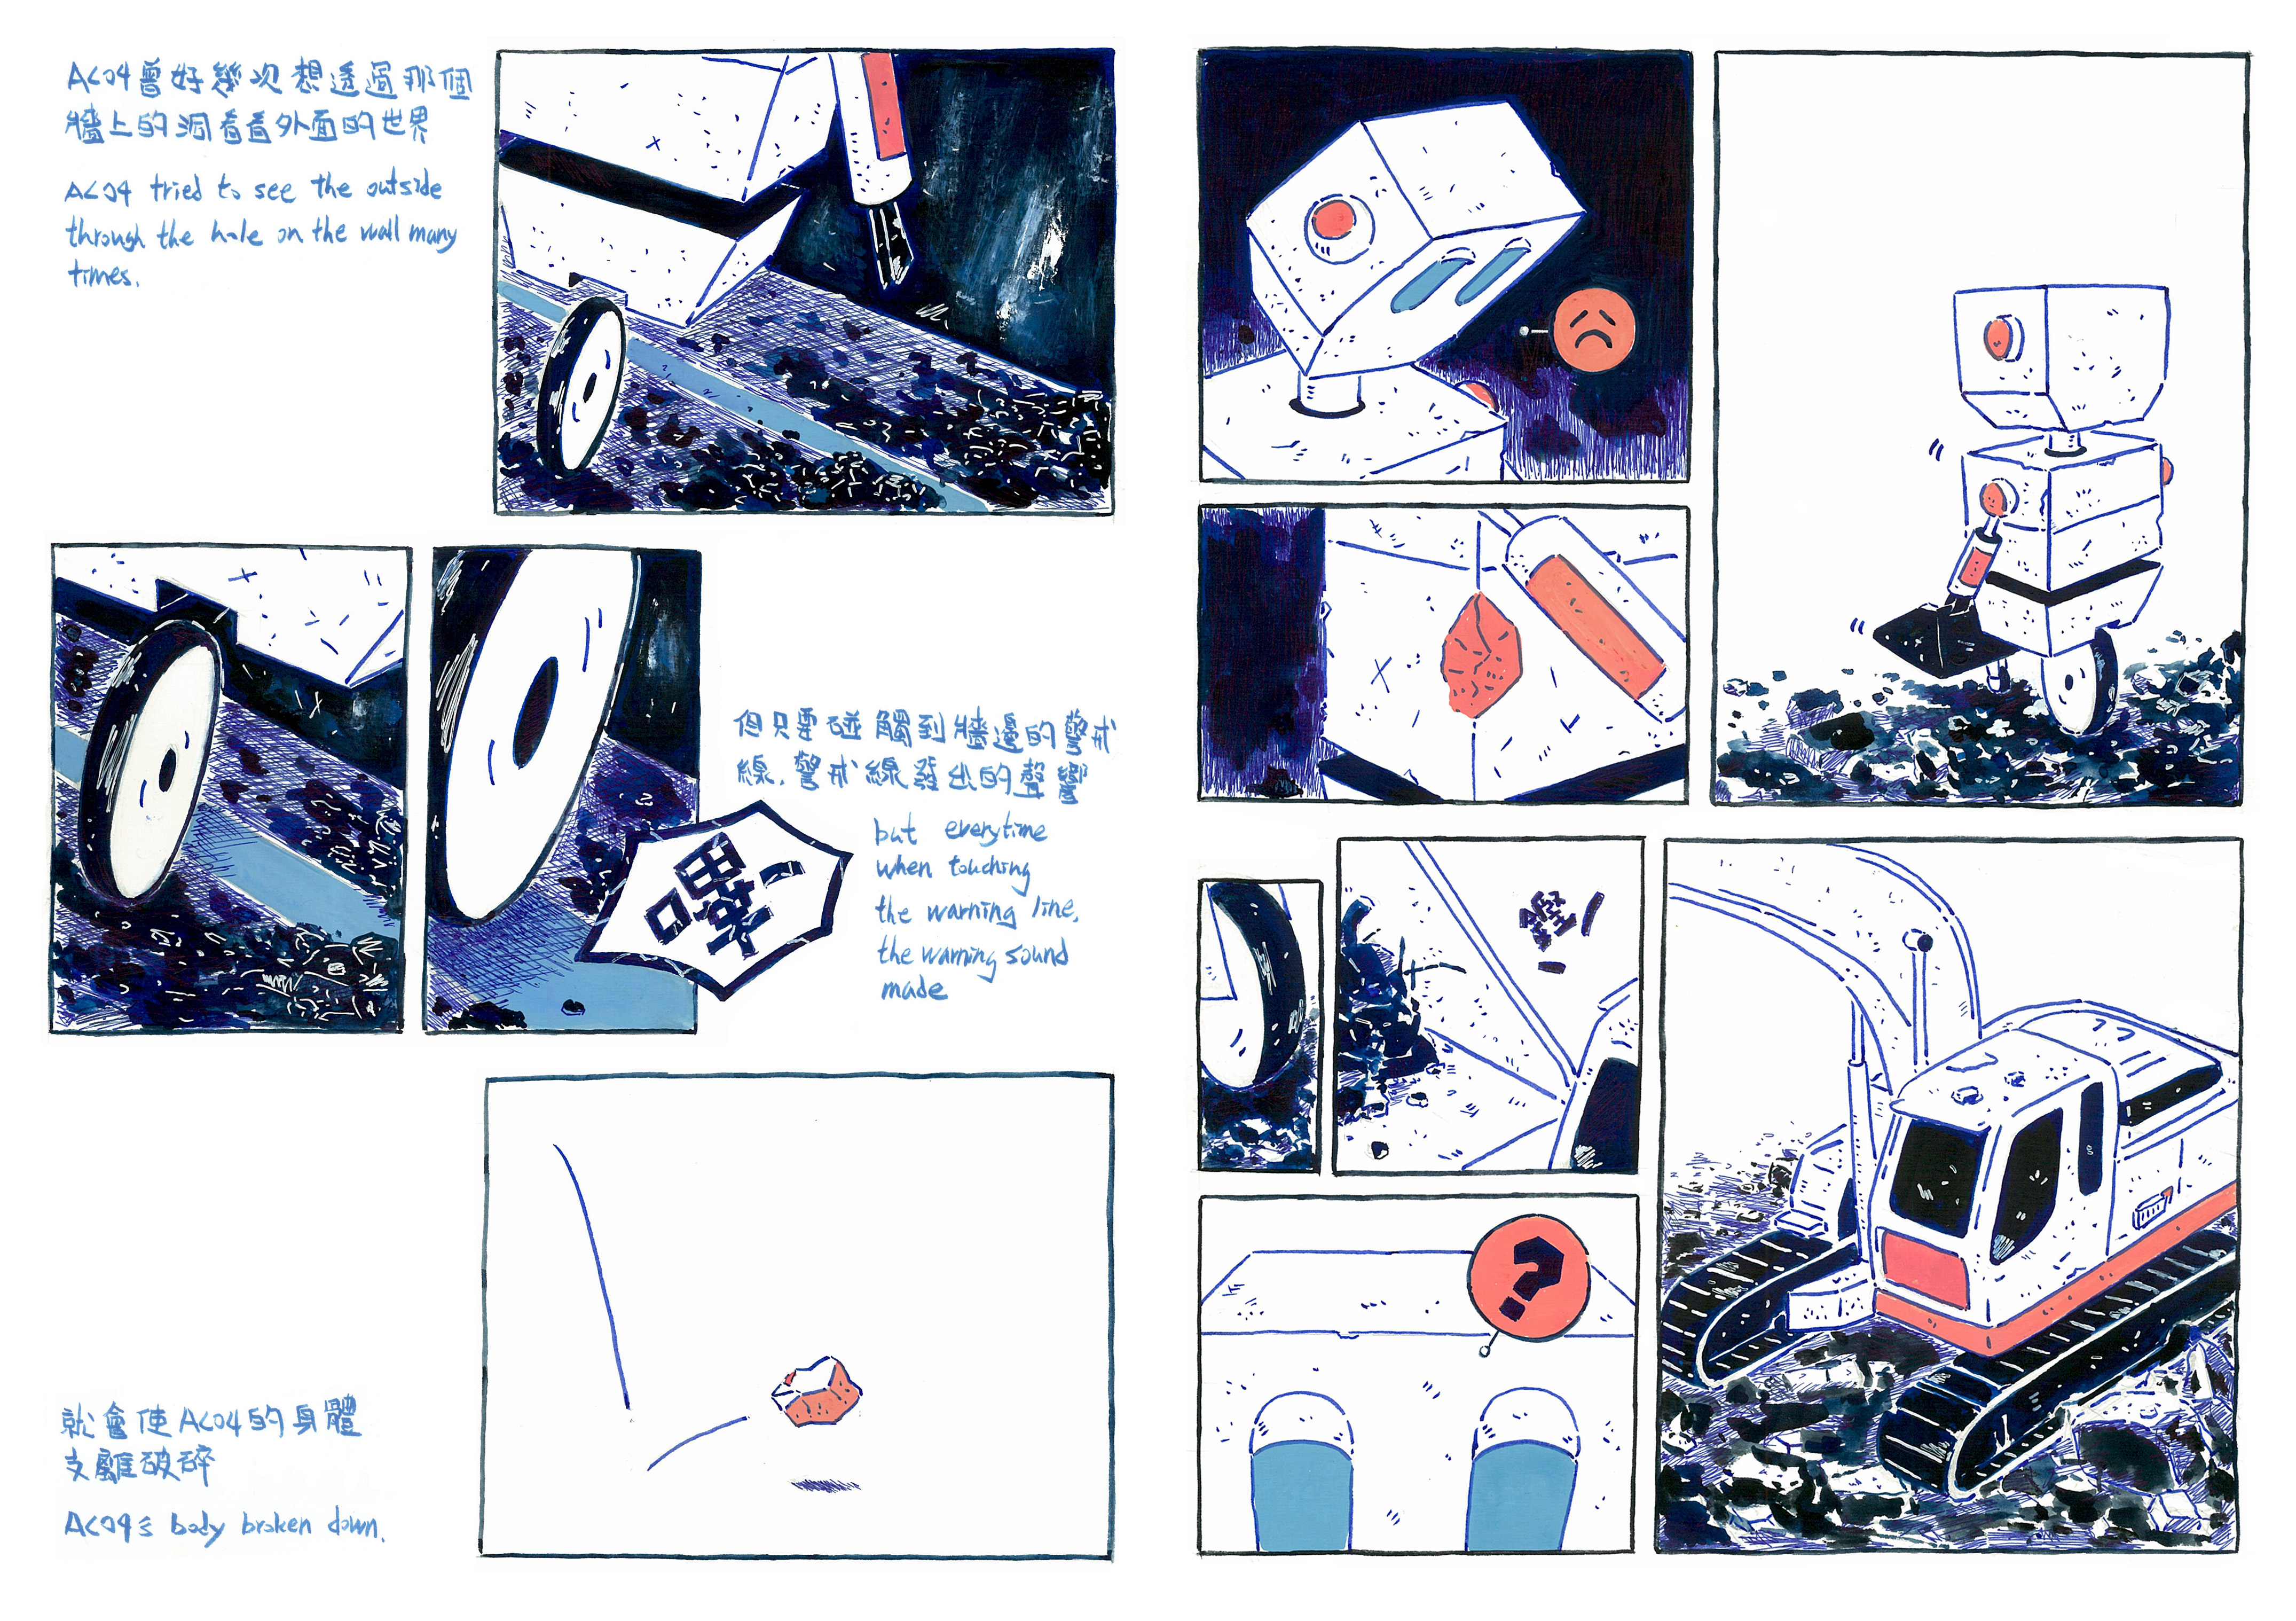 AC04曾好幾次想透過那個
牆上的洞看看外面的世界
AC04 tried to see the outside
through the hole on the wall many
times.
但只要碰觸到牆邊的警戒
線,警戒線發出的聲響
but everytime
when touching
the warning line,
the warning sound
made
嗶—
就會使AC04的身體
支離破碎
AC04's body broken down.
鏗—
?